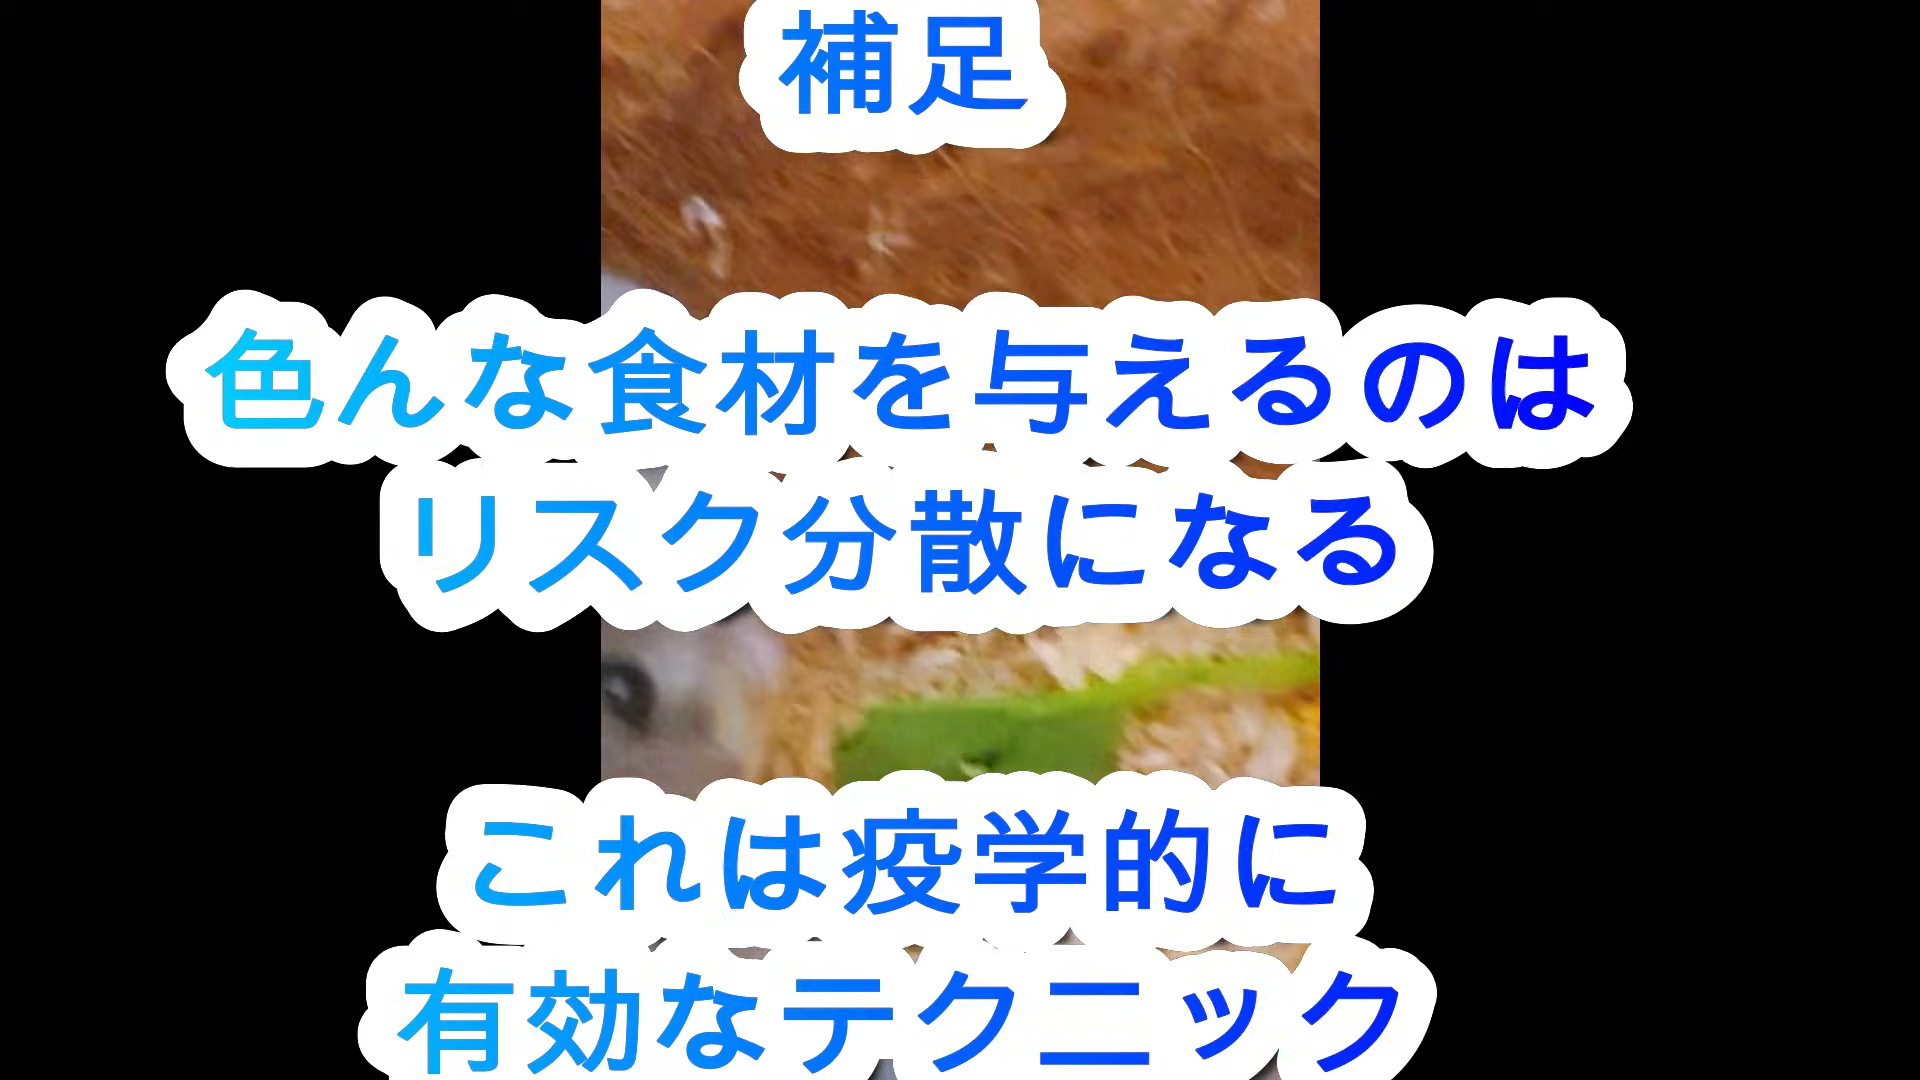 補足
色んな食材を与えるのは
リスク分散になる
これは疫学的に
有効なテクニック